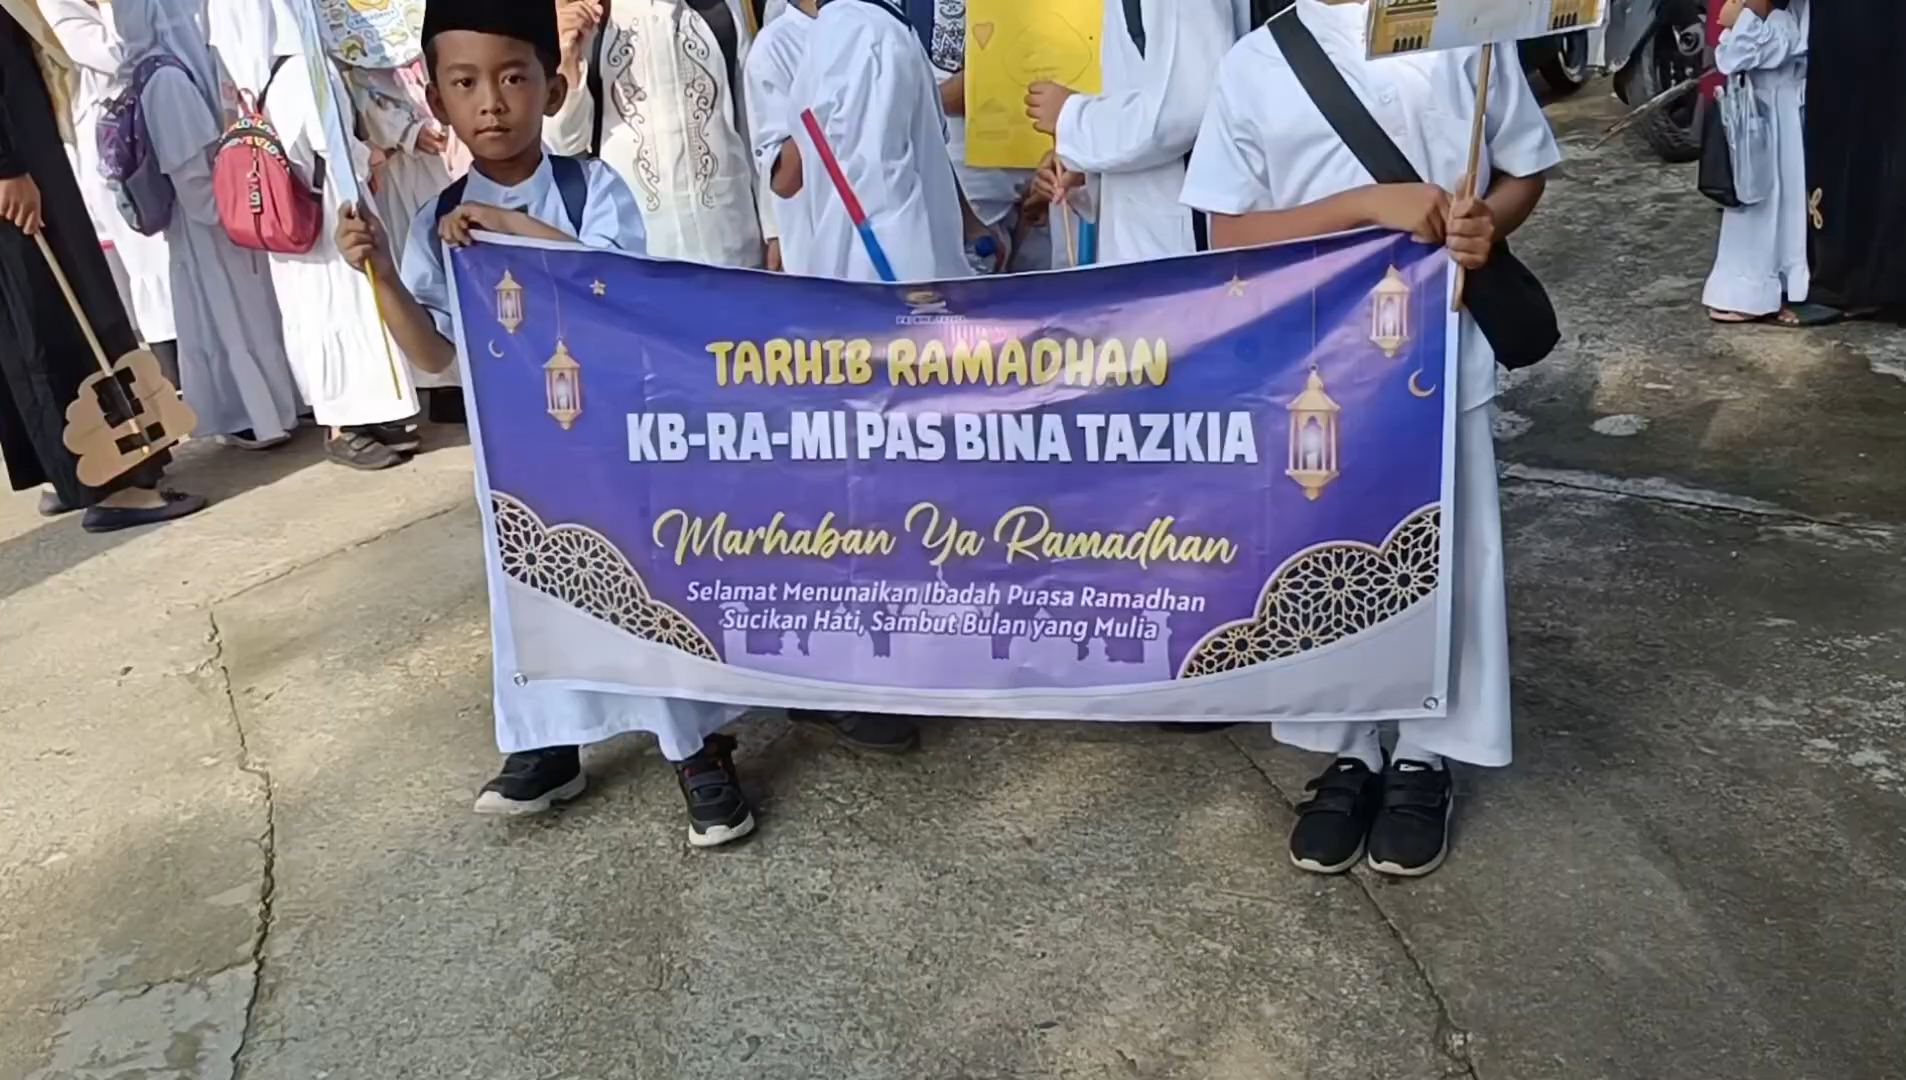 TARHIB RAMADHAN
KB-RA-MI PAS BINA TAZKIA
Marhaban Ya Ramadhan
Selamat Menunaikan Ibadah Puasa Ramadhan
Sucikan Hati, Sambut Bulan yang Mulia